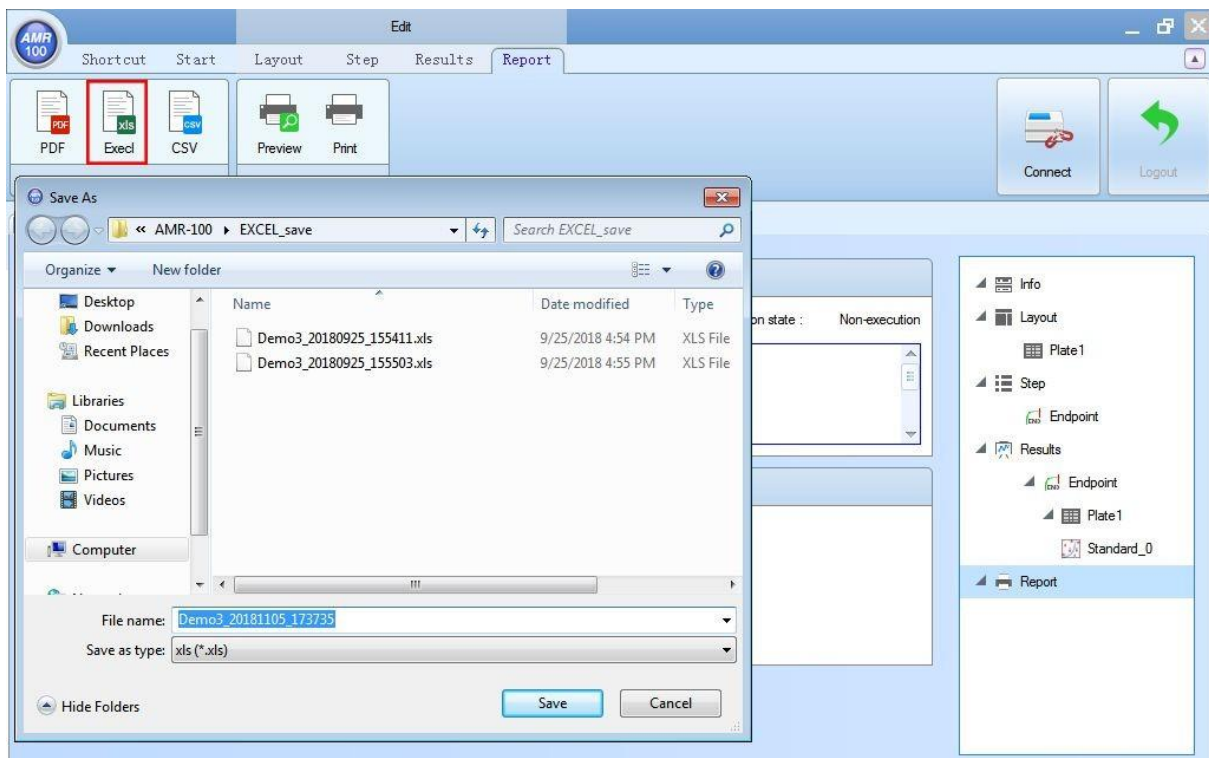 AMR
100
Edit
Shortcut Start Layout Step Results Report
PDF xls CSV
PDF Execl CSV Preview Print
Connect Logout
Save As
« AMR-100 ▸ EXCEL_save Search EXCEL_save
Organize New folder
Desktop
Downloads
Recent Places
Libraries
Documents
Music
Pictures
Videos
Computer
Name Date modified Type
Demo3_20180925_155411.xls 9/25/2018 4:54 PM XLS File
Demo3_20180925_155503.xls 9/25/2018 4:55 PM XLS File
File name: Demo3_20181105_173735
Save as type: xls (*.xls)
Hide Folders Save Cancel
on state : Non-execution
Info
Layout
Plate1
Step
Endpoint
Results
Endpoint
Plate1
Standard_0
Report